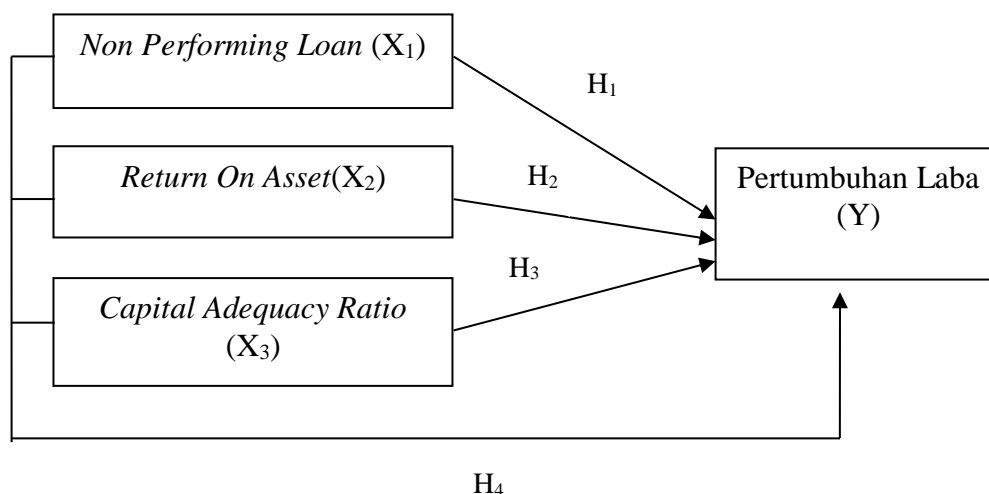 Non Performing Loan (X₁)
H₁
Return On Asset(X₂)
H₂
Pertumbuhan Laba
(Y)
H₃
Capital Adequacy Ratio
(X₃)
H₄